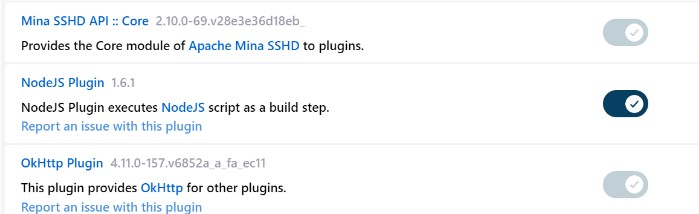 Mina SSHD API :: Core 2.10.0-69.v28e3e36d18eb_
Provides the Core module of Apache Mina SSHD to plugins.
NodeJS Plugin 1.6.1
NodeJS Plugin executes NodeJS script as a build step.
Report an issue with this plugin
OkHttp Plugin 4.11.0-157.v6852a_a_fa_ec11
This plugin provides OkHttp for other plugins.
Report an issue with this plugin